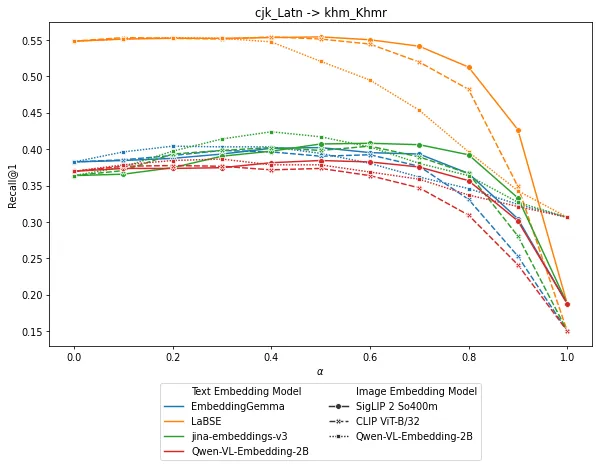 cjk_Latn -> khm_Khmr
Recall@1
0.55
0.50
0.45
0.40
0.35
0.30
0.25
0.20
0.15
0.0 0.2 0.4 0.6 0.8 1.0
α
Text Embedding Model Image Embedding Model
EmbeddingGemma SigLIP 2 So400m
LaBSE CLIP ViT-B/32
jina-embeddings-v3 Qwen-VL-Embedding-2B
Qwen-VL-Embedding-2B